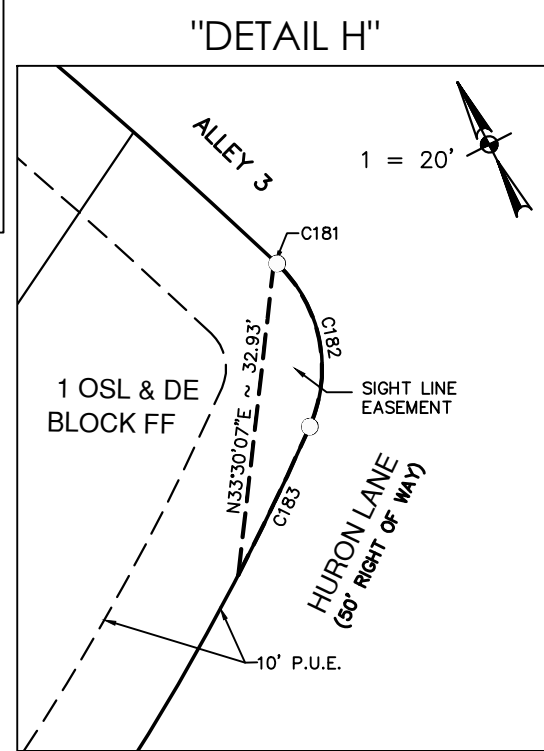 "DETAIL H"
ALLEY 3
1 = 20'
C181
C182
N33°30'07"E ~ 32.93'
1 OSL & DE
BLOCK FF
SIGHT LINE
EASEMENT
C183
HURON LANE
(50' RIGHT OF WAY)
10' P.U.E.